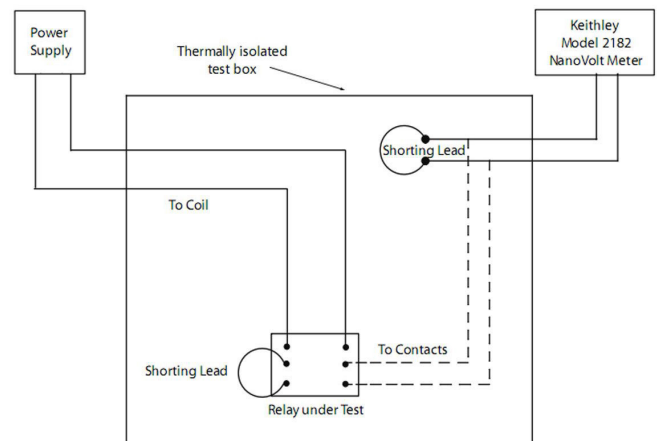 Power
Supply
Thermally isolated
test box
Keithley
Model 2182
NanoVolt Meter
Shorting Lead
To Coil
To Contacts
Shorting Lead
Relay under Test